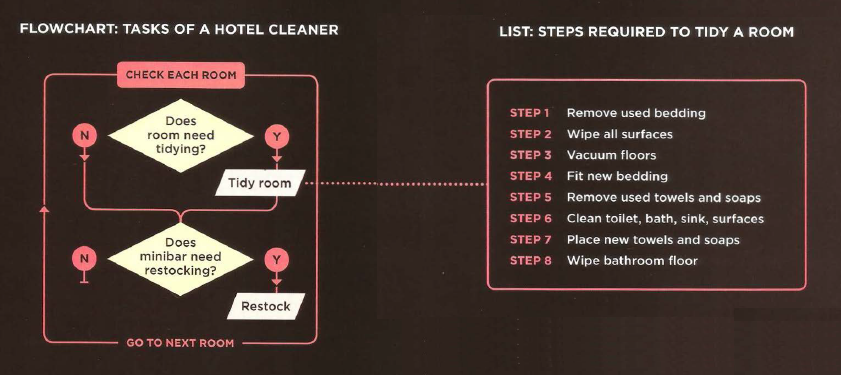 FLOWCHART: TASKS OF A HOTEL CLEANER
CHECK EACH ROOM
Does
room need
tidying?
N
Y
Tidy room
Does
minibar need
restocking?
N
Y
Restock
GO TO NEXT ROOM
LIST: STEPS REQUIRED TO TIDY A ROOM
STEP 1 Remove used bedding
STEP 2 Wipe all surfaces
STEP 3 Vacuum floors
STEP 4 Fit new bedding
STEP 5 Remove used towels and soaps
STEP 6 Clean toilet, bath, sink, surfaces
STEP 7 Place new towels and soaps
STEP 8 Wipe bathroom floor